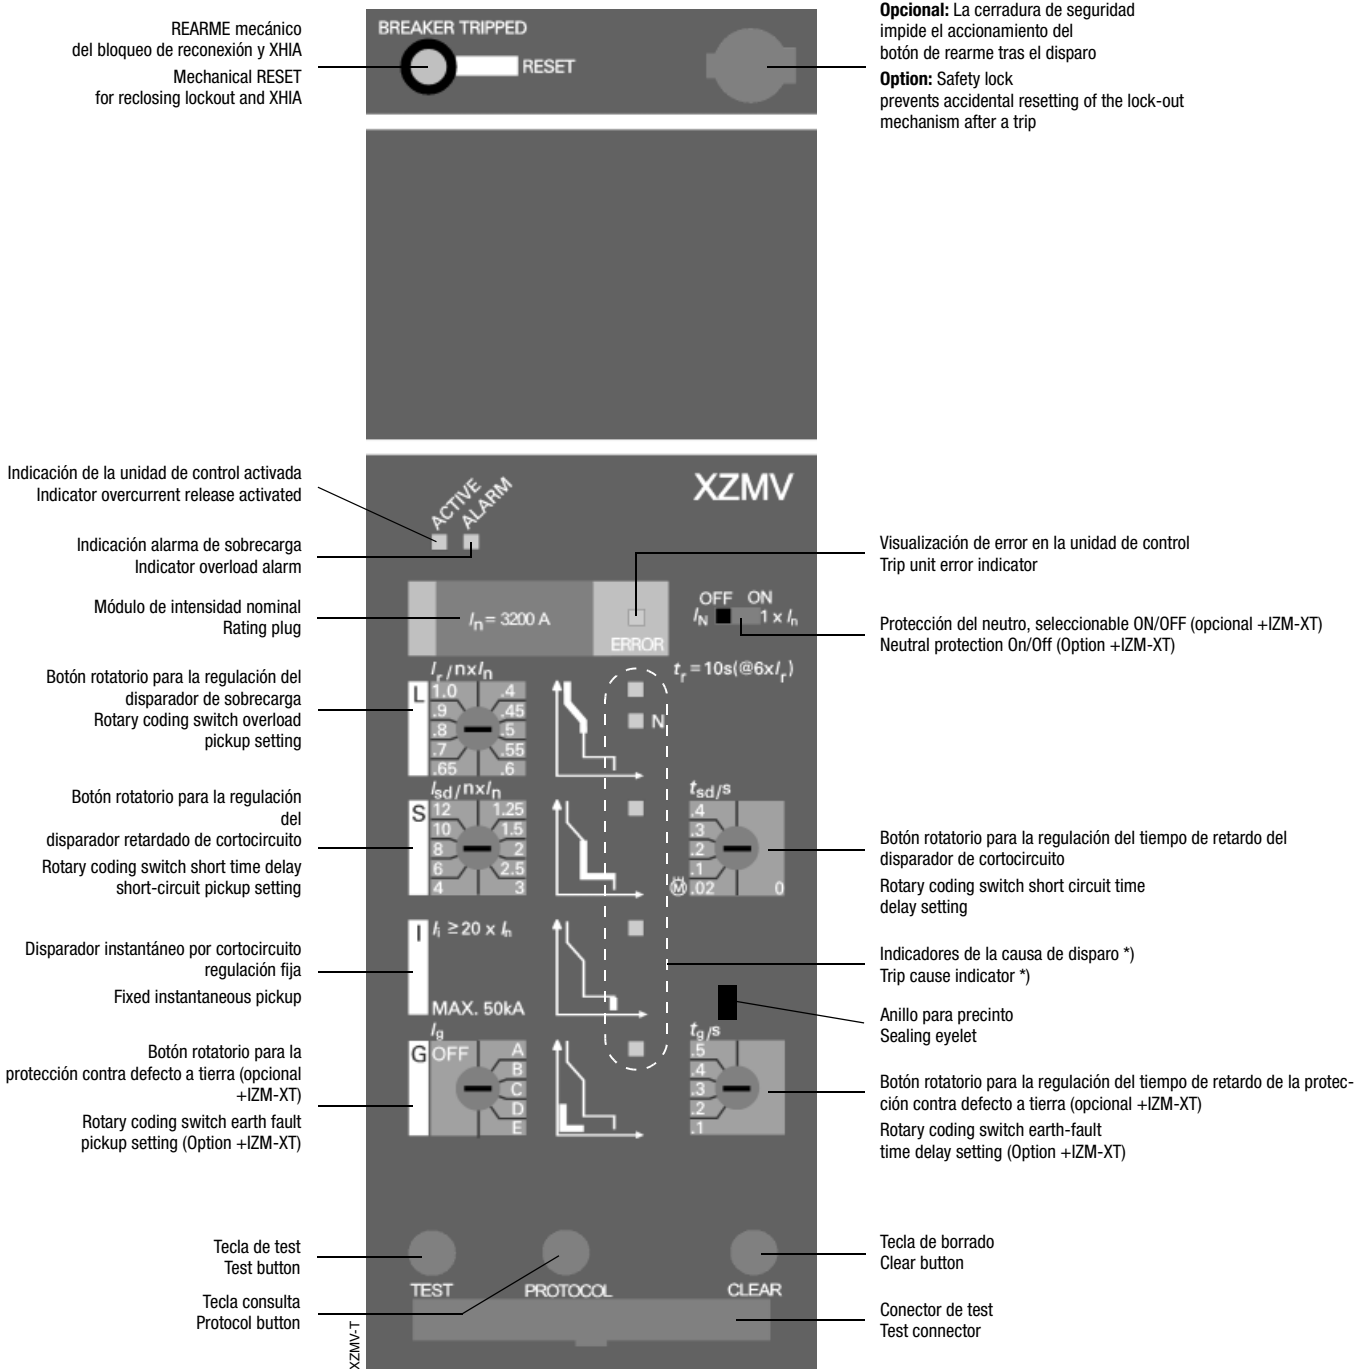 REARME mecánico
del bloqueo de reconexión y XHIA
Mechanical RESET
for reclosing lockout and XHIA
BREAKER TRIPPED
RESET
Opcional: La cerradura de seguridad
impide el accionamiento del
botón de rearme tras el disparo
Option: Safety lock
prevents accidental resetting of the lock-out
mechanism after a trip
Indicación de la unidad de control activada
Indicator overcurrent release activated
Indicación alarma de sobrecarga
Indicator overload alarm
Módulo de intensidad nominal
Rating plug
Botón rotatorio para la regulación del
disparador de sobrecarga
Rotary coding switch overload
pickup setting
Botón rotatorio para la regulación
del
disparador retardado de cortocircuito
Rotary coding switch short time delay
short-circuit pickup setting
Disparador instantáneo por cortocircuito
regulación fija
Fixed instantaneous pickup
Botón rotatorio para la
protección contra defecto a tierra (opcional
+IZM-XT)
Rotary coding switch earth fault
pickup setting (Option +IZM-XT)
Tecla de test
Test button
Tecla consulta
Protocol button
XZMV
ACTIVE
ALARM
In = 3200 A
ERROR
OFF ON
IN 1 x In
Ir/nxIn
tr = 10s(@6xIr)
L
1.0 .4
.9 .45
.8 .5
.7 .55
.65 .6
N
Isd/nxIn
tsd/s
S
12 1.25
10 1.5
8 2
6 2.5
4 3
.4
.3
.2
.1
M .02 0
I
Ii ≥ 20 x In
MAX. 50kA
Ig
tg/s
G
OFF A
B
C
D
E
.5
.4
.3
.2
.1
TEST
PROTOCOL
CLEAR
XZMV-T
Visualización de error en la unidad de control
Trip unit error indicator
Protección del neutro, seleccionable ON/OFF (opcional +IZM-XT)
Neutral protection On/Off (Option +IZM-XT)
Botón rotatorio para la regulación del tiempo de retardo del
disparador de cortocircuito
Rotary coding switch short circuit time
delay setting
Indicadores de la causa de disparo *)
Trip cause indicator *)
Anillo para precinto
Sealing eyelet
Botón rotatorio para la regulación del tiempo de retardo de la protec-
ción contra defecto a tierra (opcional +IZM-XT)
Rotary coding switch earth-fault
time delay setting (Option +IZM-XT)
Tecla de borrado
Clear button
Conector de test
Test connector